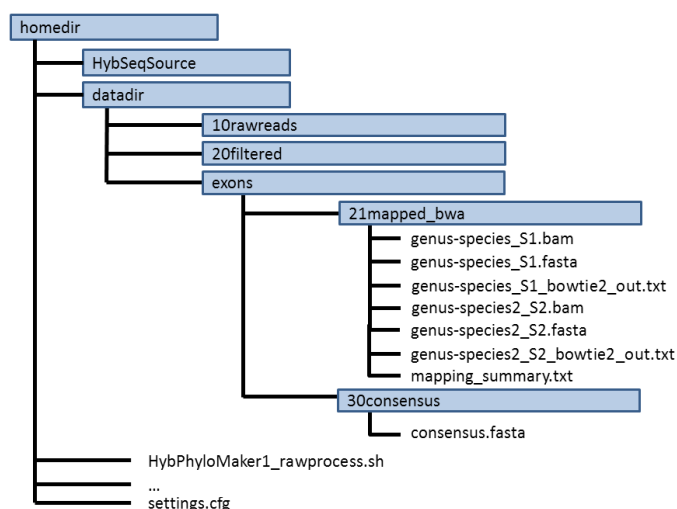 homedir
HybSeqSource
datadir
10rawreads
20filtered
exons
21mapped_bwa
genus-species_S1.bam
genus-species_S1.fasta
genus-species_S1_bowtie2_out.txt
genus-species2_S2.bam
genus-species2_S2.fasta
genus-species2_S2_bowtie2_out.txt
mapping_summary.txt
30consensus
consensus.fasta
HybPhyloMaker1_rawprocess.sh
...
settings.cfg